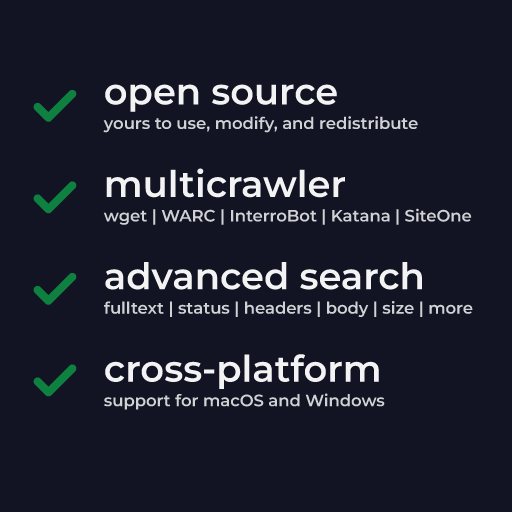 open source
yours to use, modify, and redistribute
multicrawler
wget | WARC | InterroBot | Katana | SiteOne
advanced search
fulltext | status | headers | body | size | more
cross-platform
support for macOS and Windows